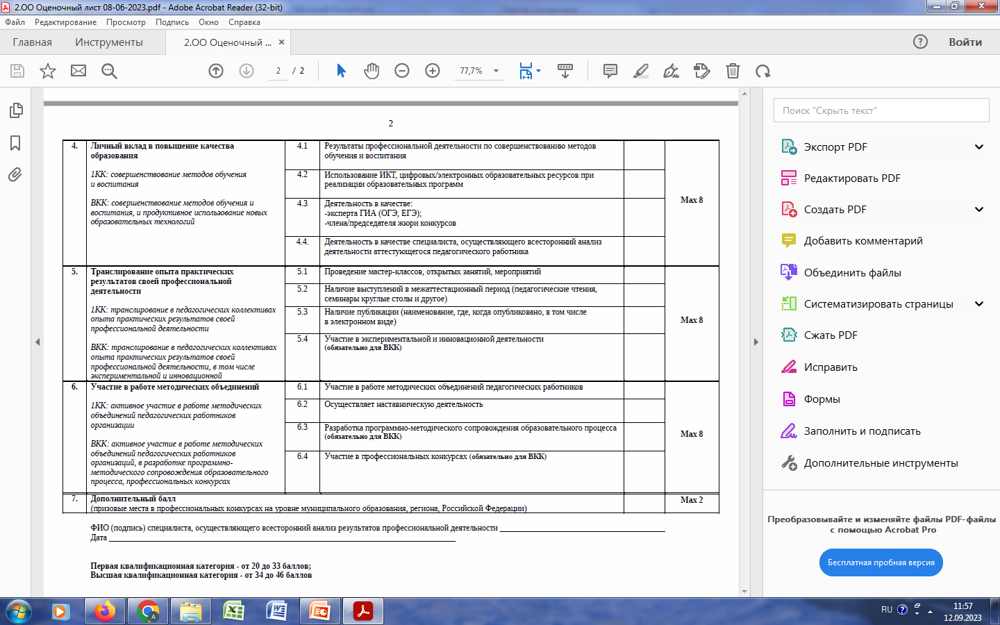 2.ОО Оценочный лист 08-06-2023.pdf - Adobe Acrobat Reader (32-bit)
Файл Редактирование Просмотр Подпись Окно Справка
Главная Инструменты 2.ОО Оценочный ... × Войти
2 / 2 77,7%
2
4. Личный вклад в повышение качества
образования
1КК: совершенствование методов обучения
и воспитания
ВКК: совершенствование методов обучения и
воспитания, и продуктивное использование новых
образовательных технологий
4.1 Результаты профессиональной деятельности по совершенствованию методов
обучения и воспитания
4.2 Использование ИКТ, цифровых/электронных образовательных ресурсов при
реализации образовательных программ
4.3 Деятельность в качестве:
-эксперта ГИА (ОГЭ, ЕГЭ);
-члена/председателя жюри конкурсов
4.4. Деятельность в качестве специалиста, осуществляющего всесторонний анализ
деятельности аттестующегося педагогического работника
Мах 8
5. Транслирование опыта практических
результатов своей профессиональной
деятельности
1КК: транслирование в педагогических коллективах
опыта практических результатов своей
профессиональной деятельности
ВКК: транслирование в педагогических коллективах
опыта практических результатов своей
профессиональной деятельности, в том числе
экспериментальной и инновационной
5.1 Проведение мастер-классов, открытых занятий, мероприятий
5.2 Наличие выступлений в межаттестационный период (педагогические чтения,
семинары круглые столы и другое)
5.3 Наличие публикации (наименование, где, когда опубликовано, в том числе
в электронном виде)
5.4 Участие в экспериментальной и инновационной деятельности
(обязательно для ВКК)
Мах 8
6. Участие в работе методических объединений
1КК: активное участие в работе методических
объединений педагогических работников
организации
ВКК: активное участие в работе методических
объединений педагогических работников
организаций, в разработке программно-
методического сопровождения образовательного
процесса, профессиональных конкурсах
6.1 Участие в работе методических объединений педагогических работников
6.2 Осуществляет наставническую деятельность
6.3 Разработка программно-методического сопровождения образовательного процесса
(обязательно для ВКК)
6.4 Участие в профессиональных конкурсах (обязательно для ВКК)
Мах 8
7. Дополнительный балл
(призовые места в профессиональных конкурсах на уровне муниципального образования, региона, Российской Федерации)
Мах 2
ФИО (подпись) специалиста, осуществляющего всесторонний анализ результатов профессиональной деятельности
Дата
Первая квалификационная категория - от 20 до 33 баллов;
Высшая квалификационная категория - от 34 до 46 баллов
Поиск "Скрыть текст"
Экспорт PDF
Редактировать PDF
Создать PDF
Добавить комментарий
Объединить файлы
Систематизировать страницы
Сжать PDF
Исправить
Формы
Заполнить и подписать
Дополнительные инструменты
Преобразовывайте и изменяйте файлы PDF-файлы
с помощью Acrobat Pro
Бесплатная пробная версия
RU 11:57
12.09.2023